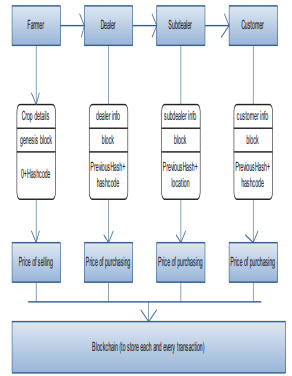 Farmer
Dealer
Subdealer
Customer
Crop details
genesis block
0+Hashcode
dealer info
block
PreviousHash+
hashcode
subdealer info
block
PreviousHash+
location
customer info
block
PreviousHash+
hashcode
Price of selling
Price of purchasing
Price of purchasing
Price of purchasing
Blockchain (to store each and every transaction)